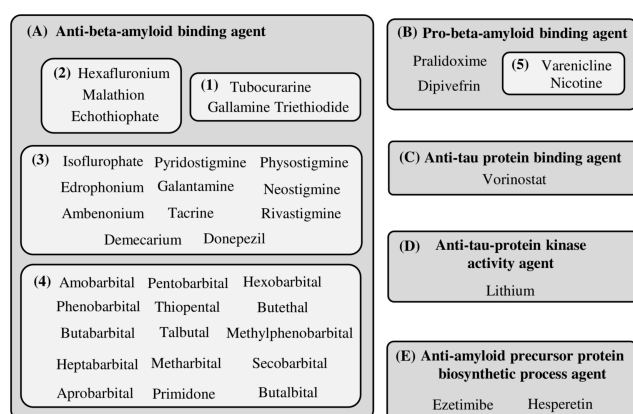 (A) Anti-beta-amyloid binding agent
(2) Hexafluronium
Malathion
Echothiophate
(1) Tubocurarine
Gallamine Triethiodide
(3) Isoflurophate Pyridostigmine Physostigmine
Edrophonium Galantamine Neostigmine
Ambenonium Tacrine Rivastigmine
Demecarium Donepezil
(4) Amobarbital Pentobarbital Hexobarbital
Phenobarbital Thiopental Butethal
Butabarbital Talbutal Methylphenobarbital
Heptabarbital Metharbital Secobarbital
Aprobarbital Primidone Butalbital
(B) Pro-beta-amyloid binding agent
Pralidoxime
Dipivefrin
(5) Varenicline
Nicotine
(C) Anti-tau protein binding agent
Vorinostat
(D) Anti-tau-protein kinase
activity agent
Lithium
(E) Anti-amyloid precursor protein
biosynthetic process agent
Ezetimibe Hesperetin